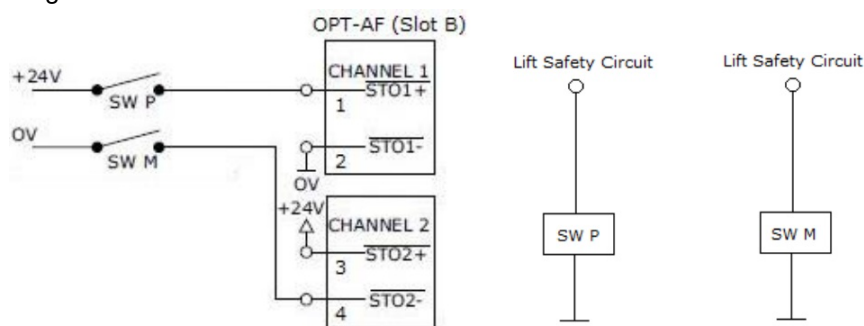 OPT-AF (Slot B)
+24V
SW P
CHANNEL 1
STO1+
1
0V
SW M
STO1-
2
0V
+24V
CHANNEL 2
STO2+
3
STO2-
4
Lift Safety Circuit
SW P
Lift Safety Circuit
SW M